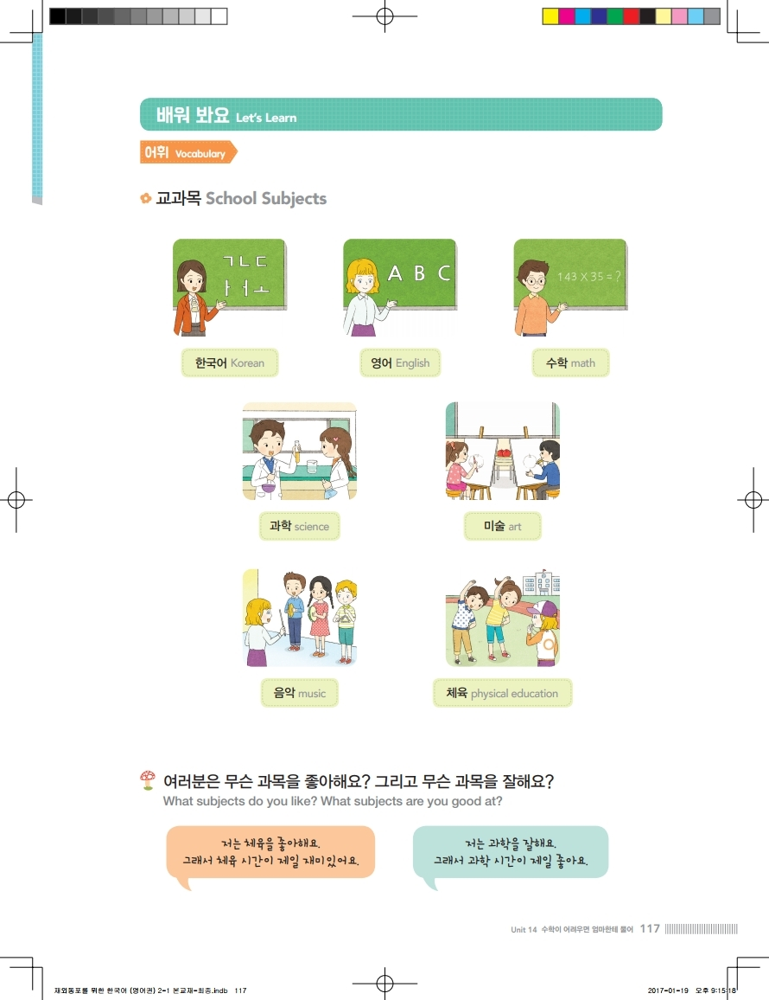 배워 봐요 Let's Learn
어휘 Vocabulary
교과목 School Subjects
ㄱㄴㄷ
ㅏㅓㅗ
A B C
143 X 35 = ?
한국어 Korean
영어 English
수학 math
과학 science
미술 art
음악 music
체육 physical education
여러분은 무슨 과목을 좋아해요? 그리고 무슨 과목을 잘해요?
What subjects do you like? What subjects are you good at?
저는 체육을 좋아해요.
그래서 체육 시간이 제일 재미있어요.
저는 과학을 잘해요.
그래서 과학 시간이 제일 좋아요.
Unit 14 수학이 어려우면 엄마한테 물어 117
재외동포를 위한 한국어 (영어권) 2-1 본교재-최종.indb 117
2017-01-19 오후 9:15:18